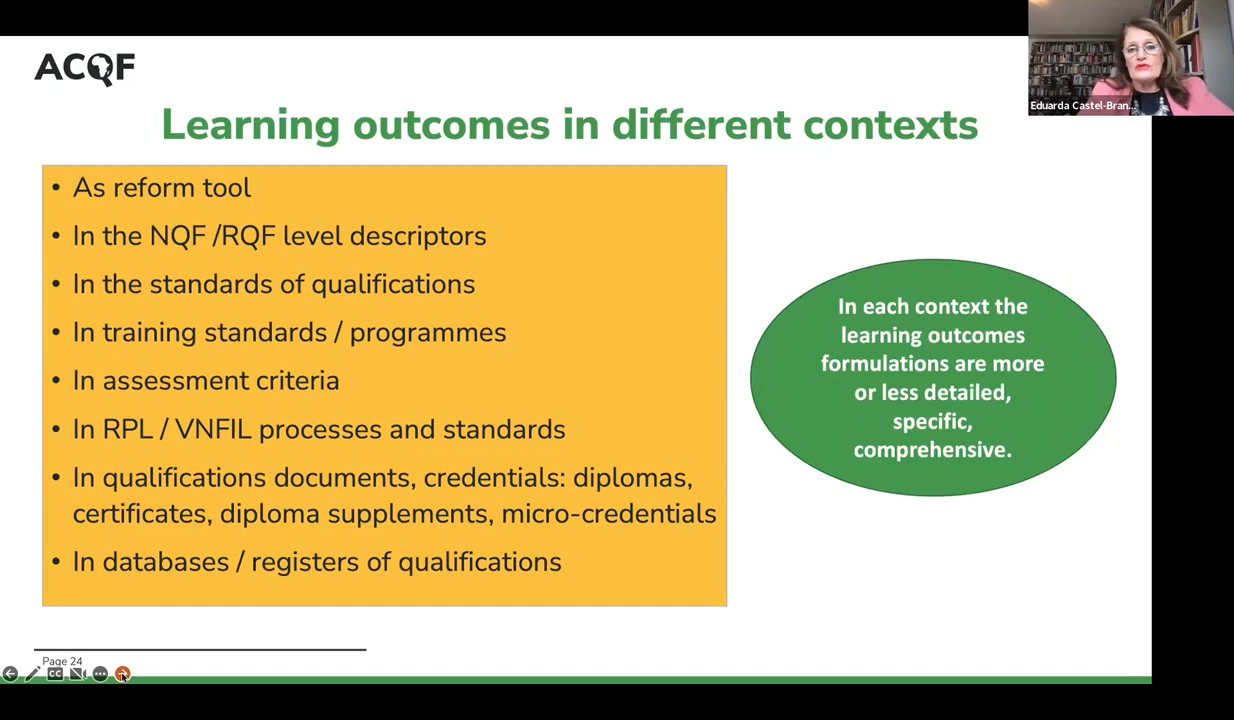 ACQF
Eduarda Castel-Bran...
Learning outcomes in different contexts
• As reform tool
• In the NQF /RQF level descriptors
• In the standards of qualifications
• In training standards / programmes
• In assessment criteria
• In RPL / VNFIL processes and standards
• In qualifications documents, credentials: diplomas,
certificates, diploma supplements, micro-credentials
• In databases / registers of qualifications
In each context the
learning outcomes
formulations are more
or less detailed,
specific,
comprehensive.
Page 24
CC